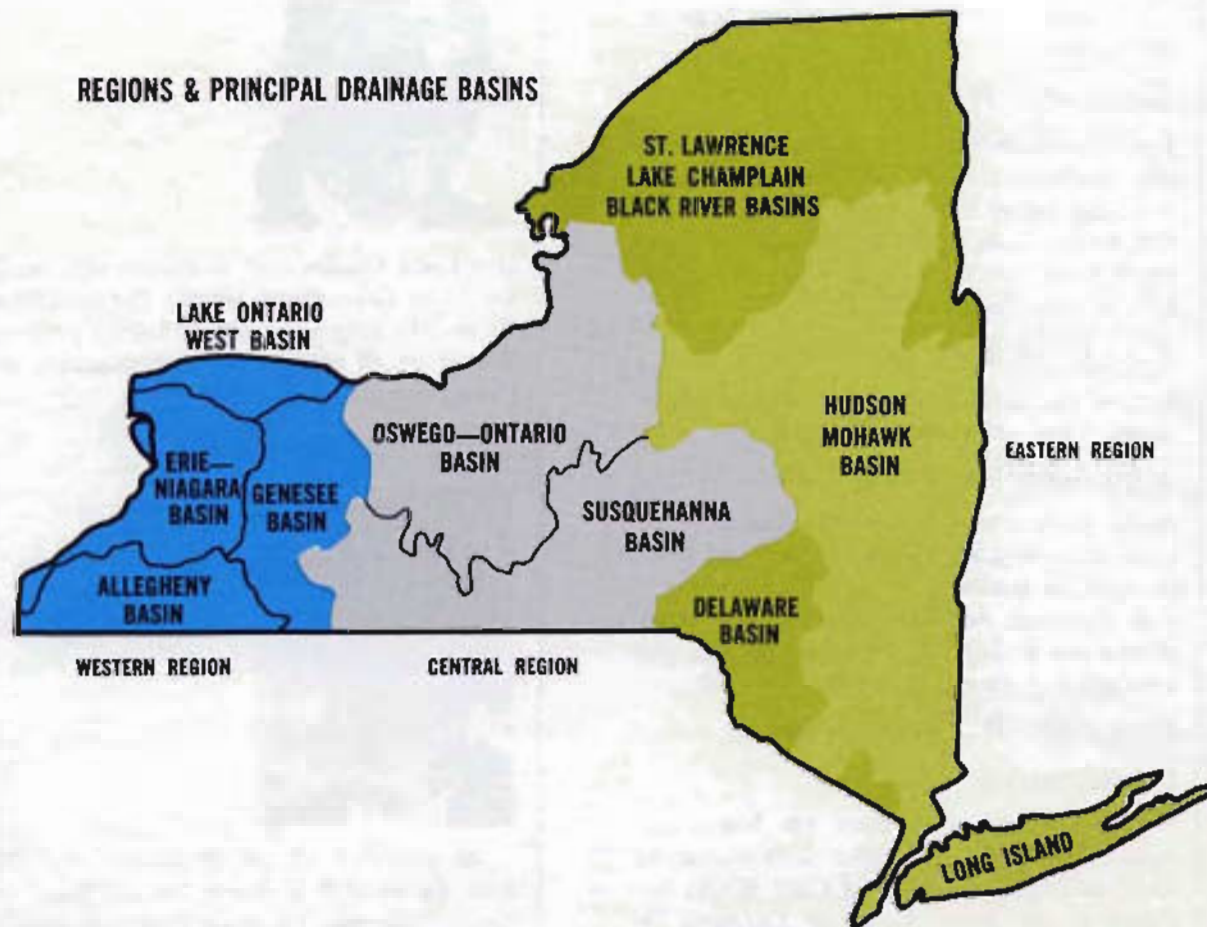 REGIONS & PRINCIPAL DRAINAGE BASINS
ST. LAWRENCE
LAKE CHAMPLAIN
BLACK RIVER BASINS
LAKE ONTARIO
WEST BASIN
OSWEGO—ONTARIO
BASIN
HUDSON
MOHAWK
BASIN
EASTERN REGION
ERIE—
NIAGARA
BASIN
GENESEE
BASIN
SUSQUEHANNA
BASIN
ALLEGHENY
BASIN
DELAWARE
BASIN
WESTERN REGION
CENTRAL REGION
LONG ISLAND